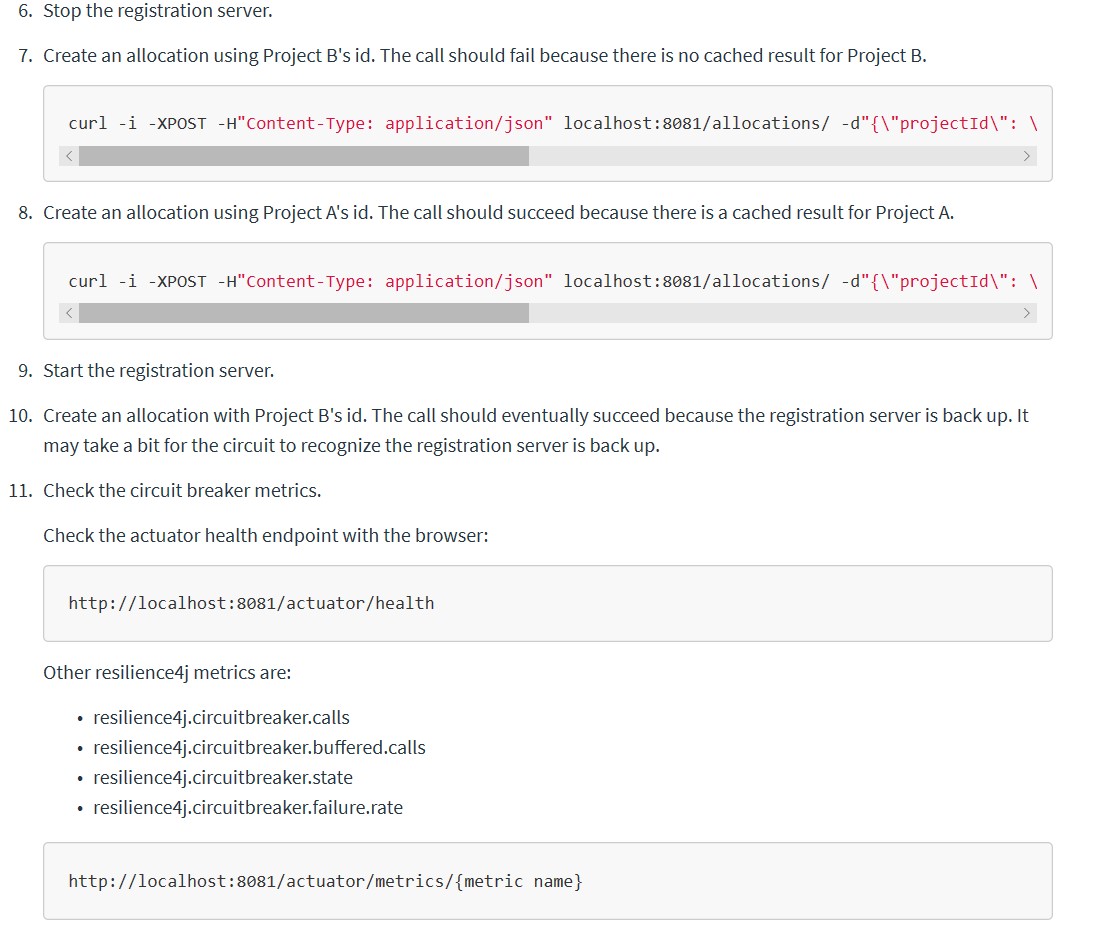 6. Stop the registration server.
7. Create an allocation using Project B's id. The call should fail because there is no cached result for Project B.
curl -i -XPOST -H"Content-Type: application/json" localhost:8081/allocations/ -d"{\"projectId\": \
8. Create an allocation using Project A's id. The call should succeed because there is a cached result for Project A.
curl -i -XPOST -H"Content-Type: application/json" localhost:8081/allocations/ -d"{\"projectId\": \
9. Start the registration server.
10. Create an allocation with Project B's id. The call should eventually succeed because the registration server is back up. It
may take a bit for the circuit to recognize the registration server is back up.
11. Check the circuit breaker metrics.
Check the actuator health endpoint with the browser:
http://localhost:8081/actuator/health
Other resilience4j metrics are:
• resilience4j.circuitbreaker.calls
• resilience4j.circuitbreaker.buffered.calls
• resilience4j.circuitbreaker.state
• resilience4j.circuitbreaker.failure.rate
http://localhost:8081/actuator/metrics/{metric name}